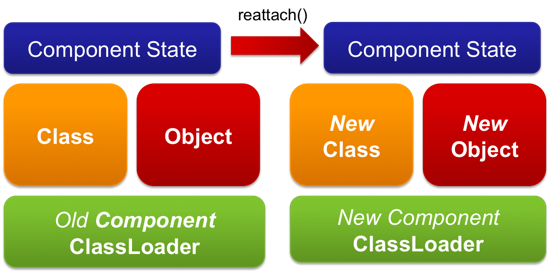 reattach()
Component State
Component State
Class
Object
New
Class
New
Object
Old Component
ClassLoader
New Component
ClassLoader